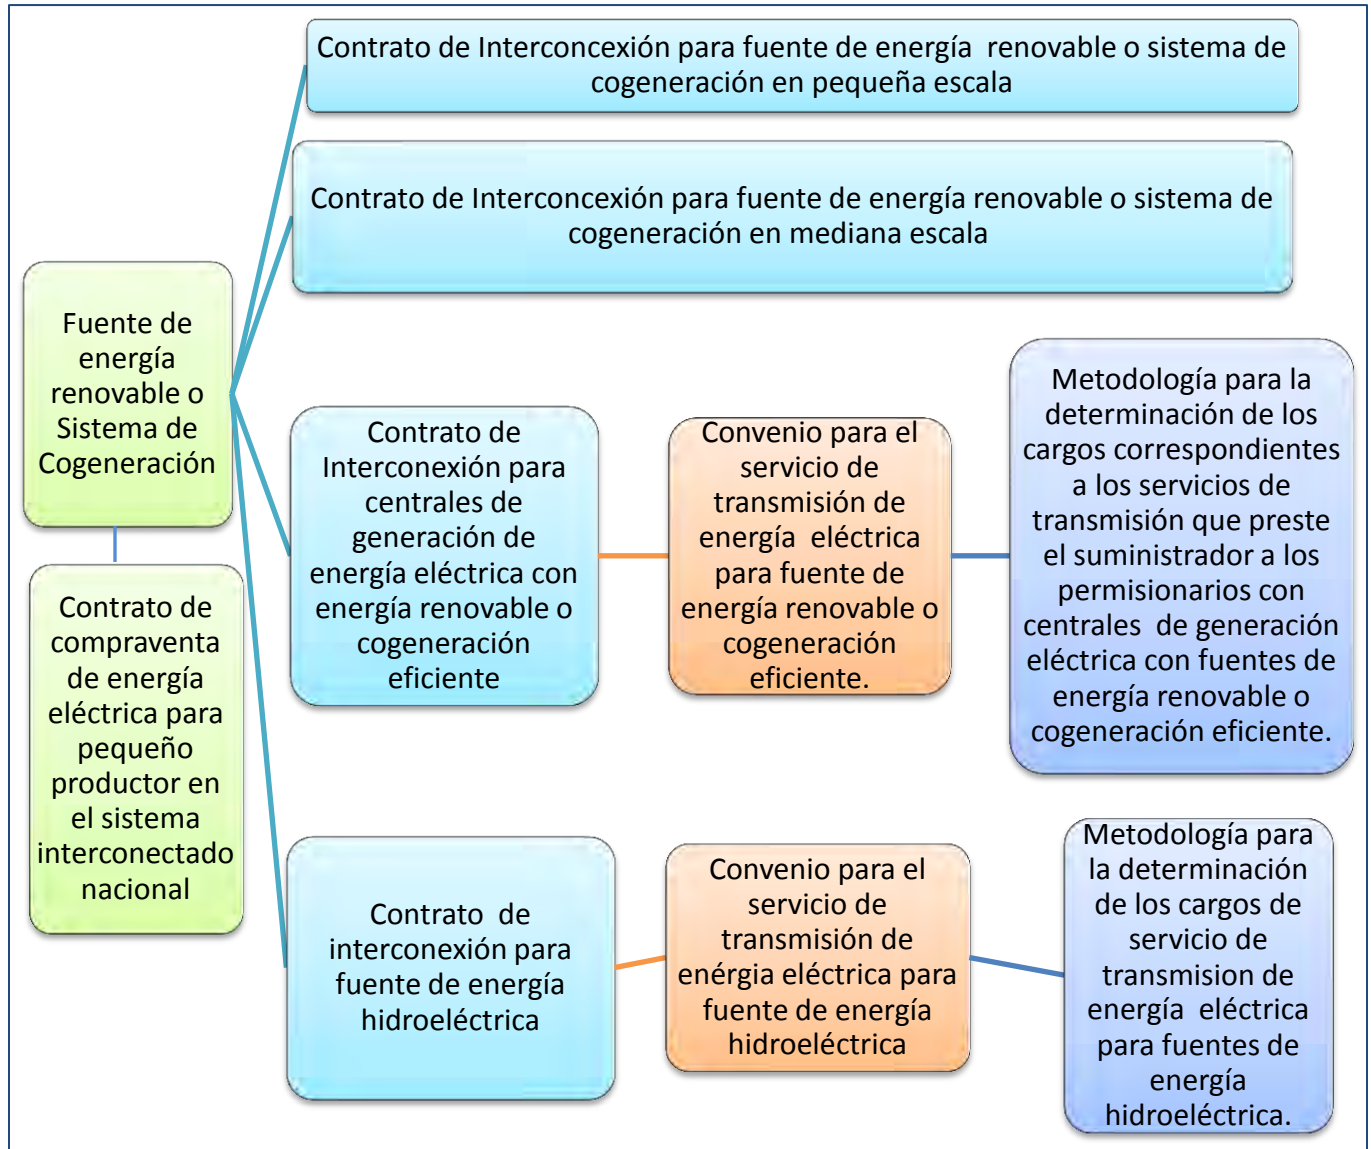 Contrato de Interconcexión para fuente de energía  renovable o sistema de
cogeneración en pequeña escala
Contrato de Interconcexión para fuente de energía renovable o sistema de
cogeneración en mediana escala
Fuente de
energía
renovable o
Sistema de
Cogeneración
Contrato de
compraventa
de energía
eléctrica para
pequeño
productor en
el sistema
interconectado
nacional
Contrato de
Interconexión para
centrales de
generación de
energía eléctrica con
energía renovable o
cogeneración
eficiente
Convenio para el
servicio de
transmisión de
energía  eléctrica
para fuente de
energía renovable o
cogeneración
eficiente.
Metodología para la
determinación de los
cargos correspondientes
a los servicios de
transmisión que preste
el suministrador a los
permisionarios con
centrales  de generación
eléctrica con fuentes de
energía renovable o
cogeneración eficiente.
Contrato  de
interconexión para
fuente de energía
hidroeléctrica
Convenio para el
servicio de
transmisión de
enérgia eléctrica para
fuente de energía
hidroeléctrica
Metodología para
la determinación
de los cargos de
servicio de
transmision de
energía  eléctrica
para fuentes de
energía
hidroeléctrica.